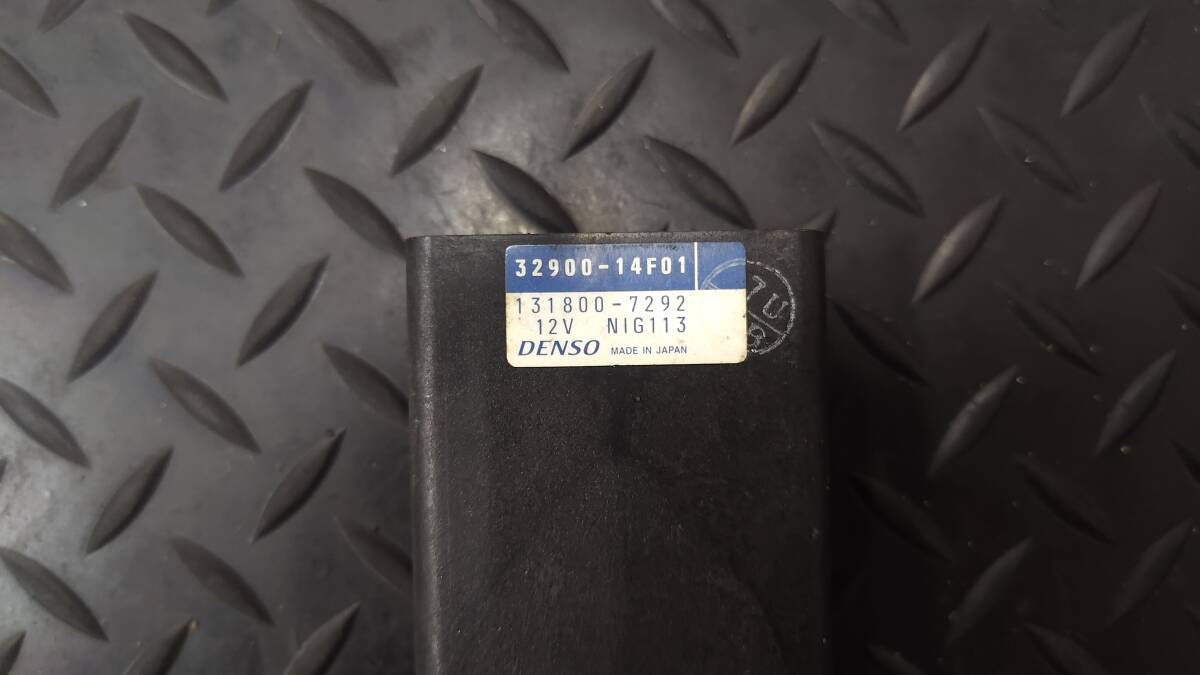 32900-14F01
131800-7292
12V NIG113
DENSO MADE IN JAPAN